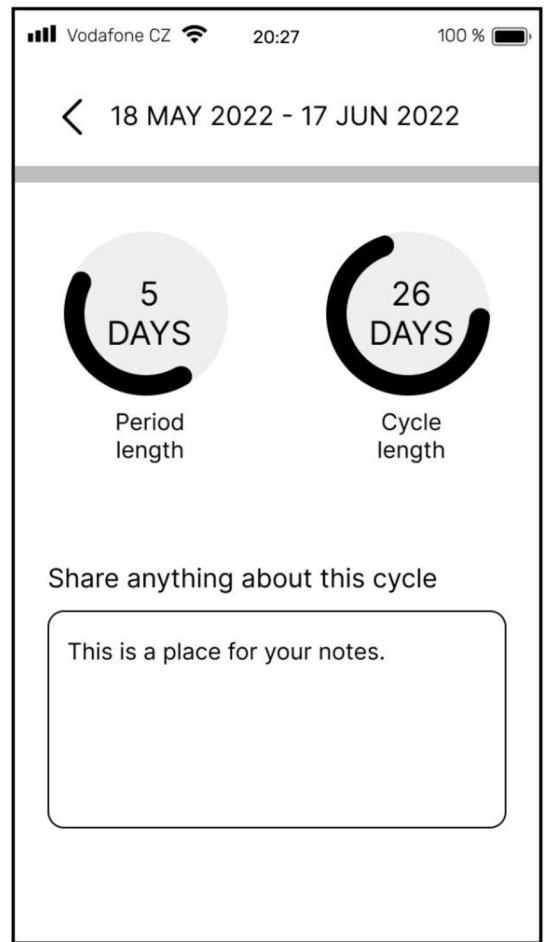 Vodafone CZ 20:27 100 %
18 MAY 2022 - 17 JUN 2022
5 DAYS
Period length
26 DAYS
Cycle length
Share anything about this cycle
This is a place for your notes.